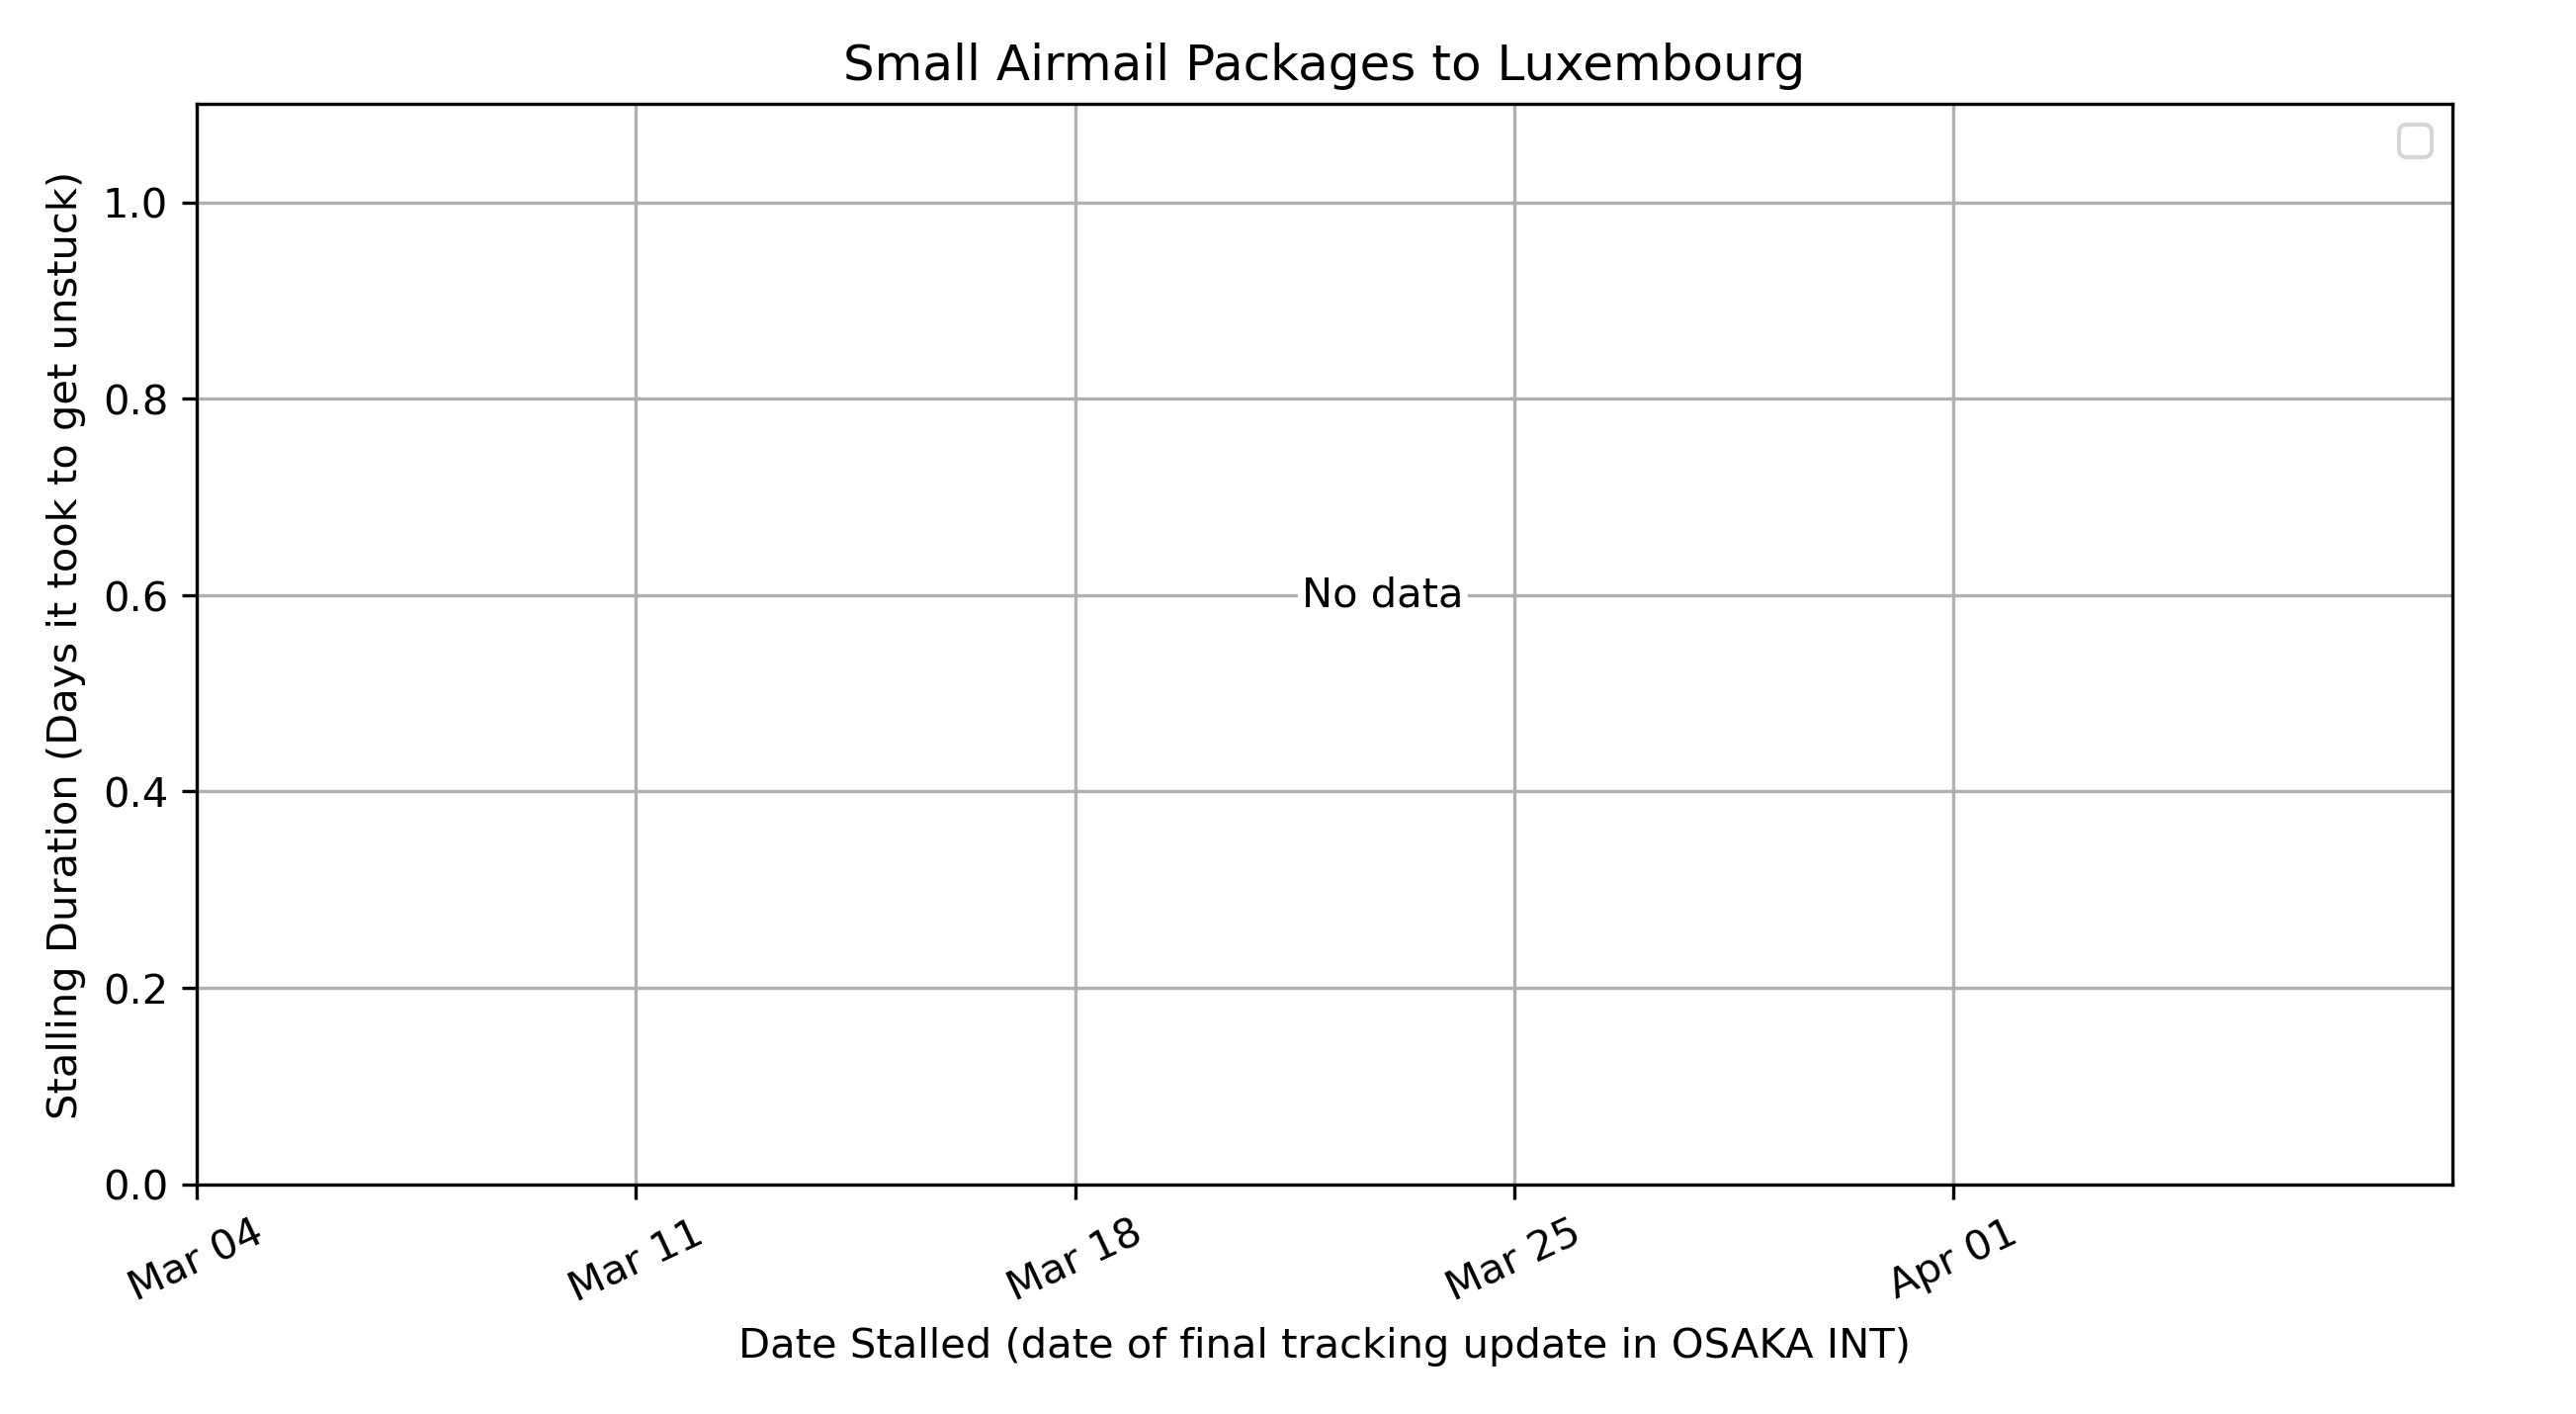 Small Airmail Packages to Luxembourg
Stalling Duration (Days it took to get unstuck)
1.0
0.8
0.6
0.4
0.2
0.0
No data
Mar 04
Mar 11
Mar 18
Mar 25
Apr 01
Date Stalled (date of final tracking update in OSAKA INT)